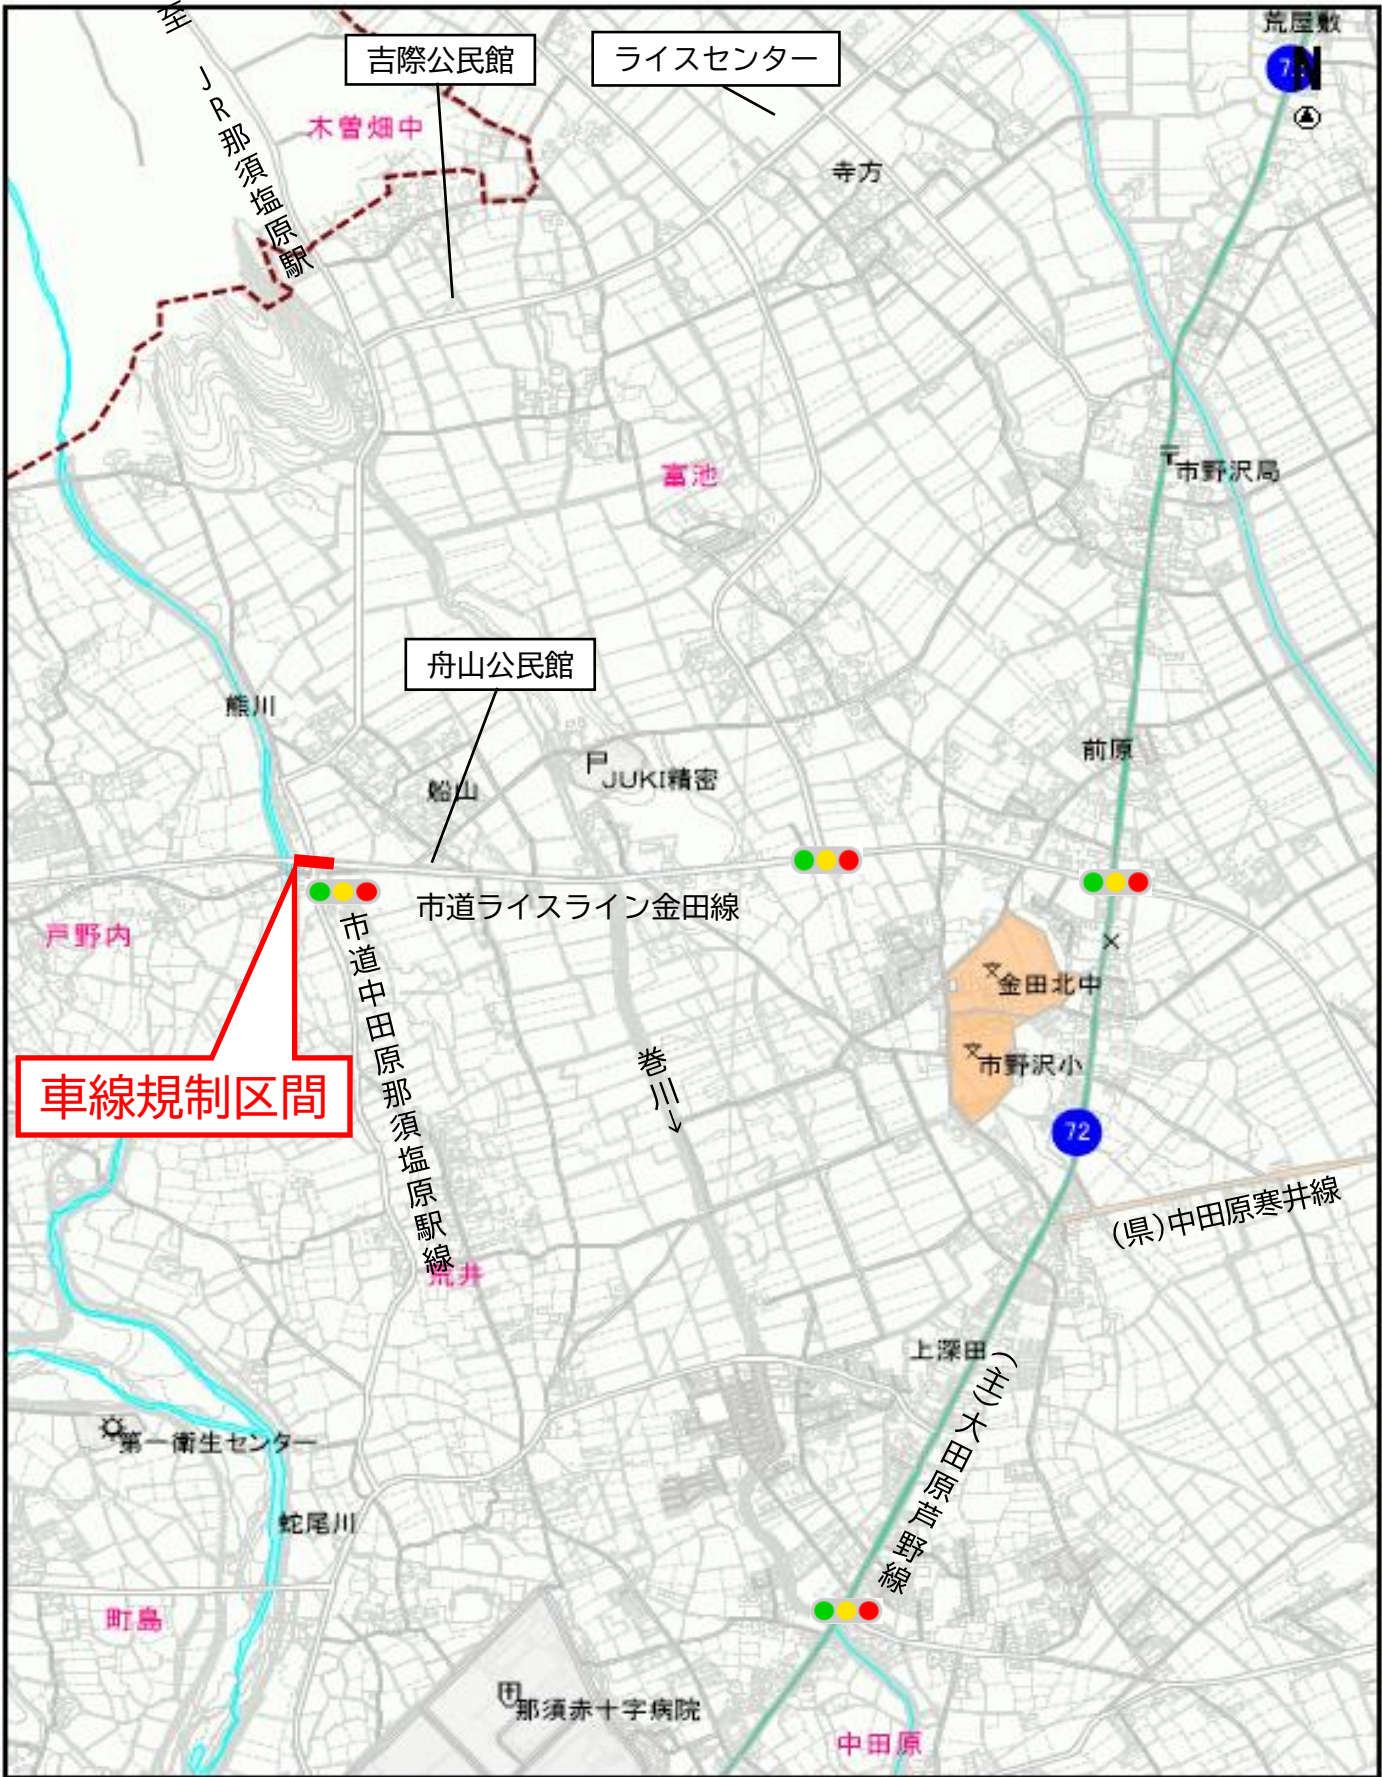 至 JR那須塩原駅
吉際公民館
ライスセンター
荒屋敷
N
木曽畑中
寺方
富池
市野沢局
舟山公民館
熊川
前原
船山
JUKI精密
市道ライスライン金田線
戸野内
市道中田原那須塩原駅線
金田北中
巻川→
市野沢小
車線規制区間
72
(県)中田原寒井線
荒井
上深田
(主)大田原芦野線
第一衛生センター
蛇尾川
町島
那須赤十字病院
中田原